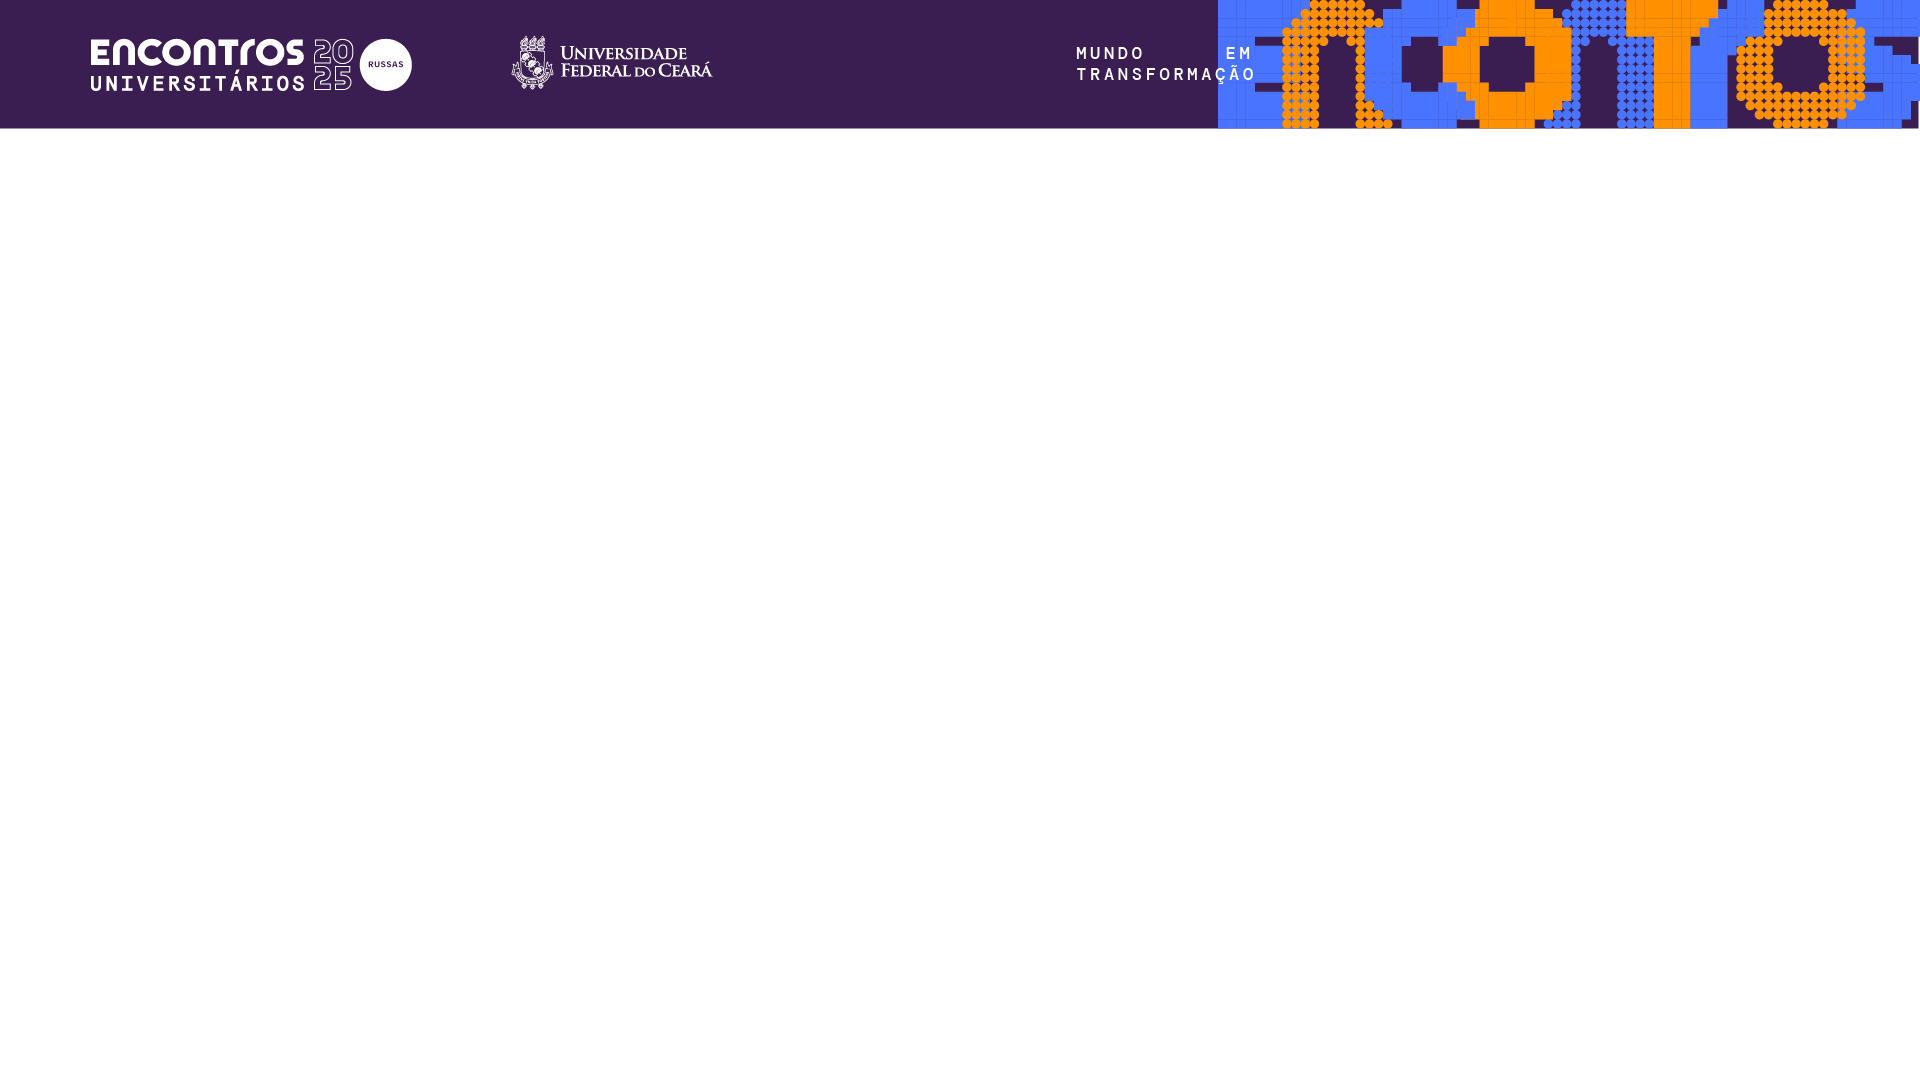 ENCONTROS
UNIVERSITÁRIOS
20
25
RUSSAS
UNIVERSIDADE
FEDERAL DO CEARÁ
MUNDO EM
TRANSFORMAÇÃO